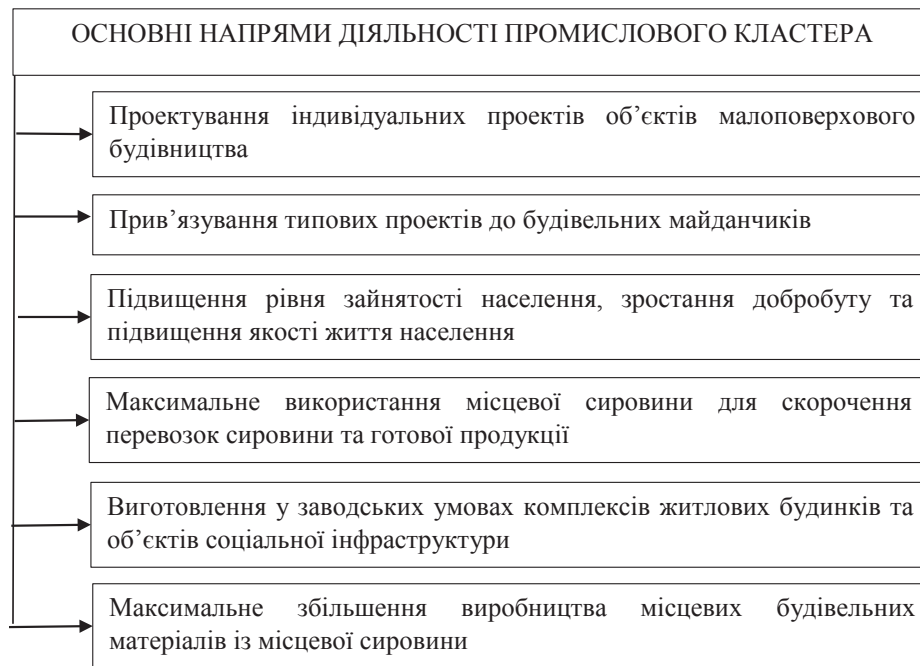 ОСНОВНІ НАПРЯМИ ДІЯЛЬНОСТІ ПРОМИСЛОВОГО КЛАСТЕРА
Проектування індивідуальних проектів об’єктів малоповерхового
будівництва
Прив’язування типових проектів до будівельних майданчиків
Підвищення рівня зайнятості населення, зростання добробуту та
підвищення якості життя населення
Максимальне використання місцевої сировини для скорочення
перевозок сировини та готової продукції
Виготовлення у заводських умовах комплексів житлових будинків та
об’єктів соціальної інфраструктури
Максимальне збільшення виробництва місцевих будівельних
матеріалів із місцевої сировини